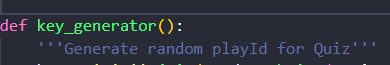 def key_generator():
'''Generate random playId for Quiz'''